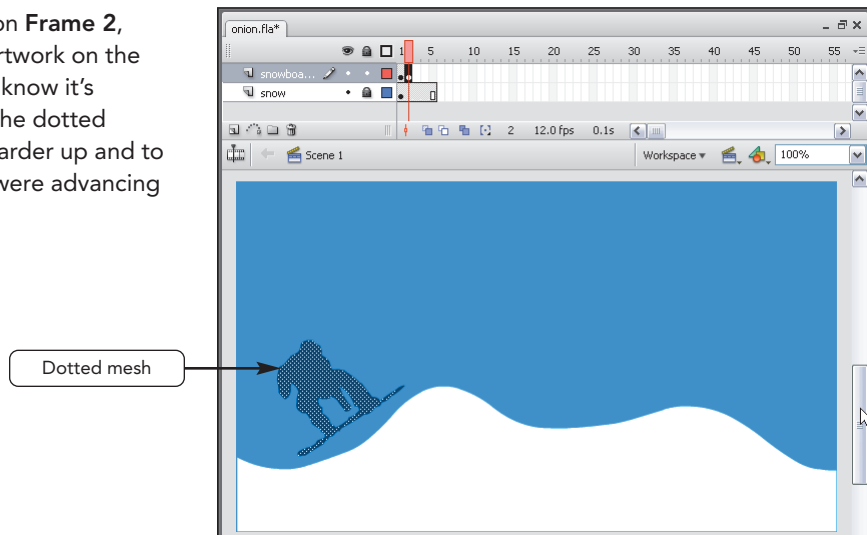 on Frame 2,
rtwork on the
know it's
he dotted
arder up and to
were advancing
Dotted mesh
onion.fla*
1 5 10 15 20 25 30 35 40 45 50 55
snowboa...
snow
2 12.0 fps 0.1s
Scene 1
Workspace
100%